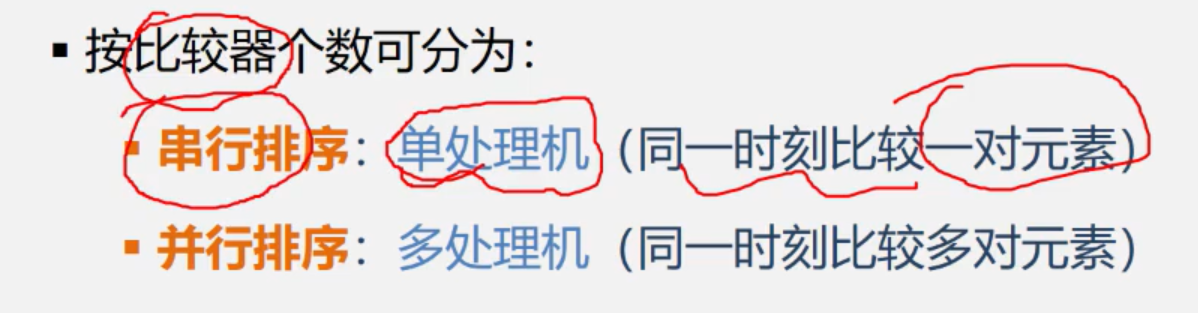 ▪ 按比较器个数可分为：
▪ 串行排序：单处理机（同一时刻比较一对元素）
▪ 并行排序：多处理机（同一时刻比较多对元素）